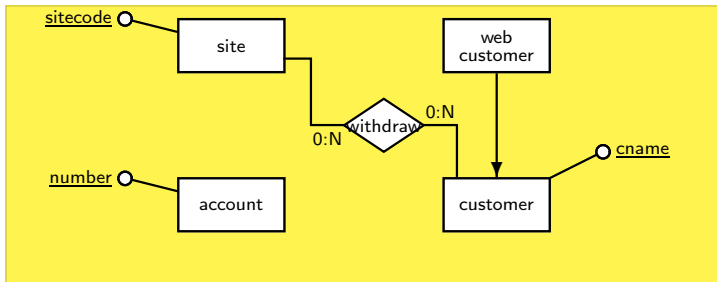 sitecode
site
web
customer
withdraw
0:N
0:N
cname
number
account
customer